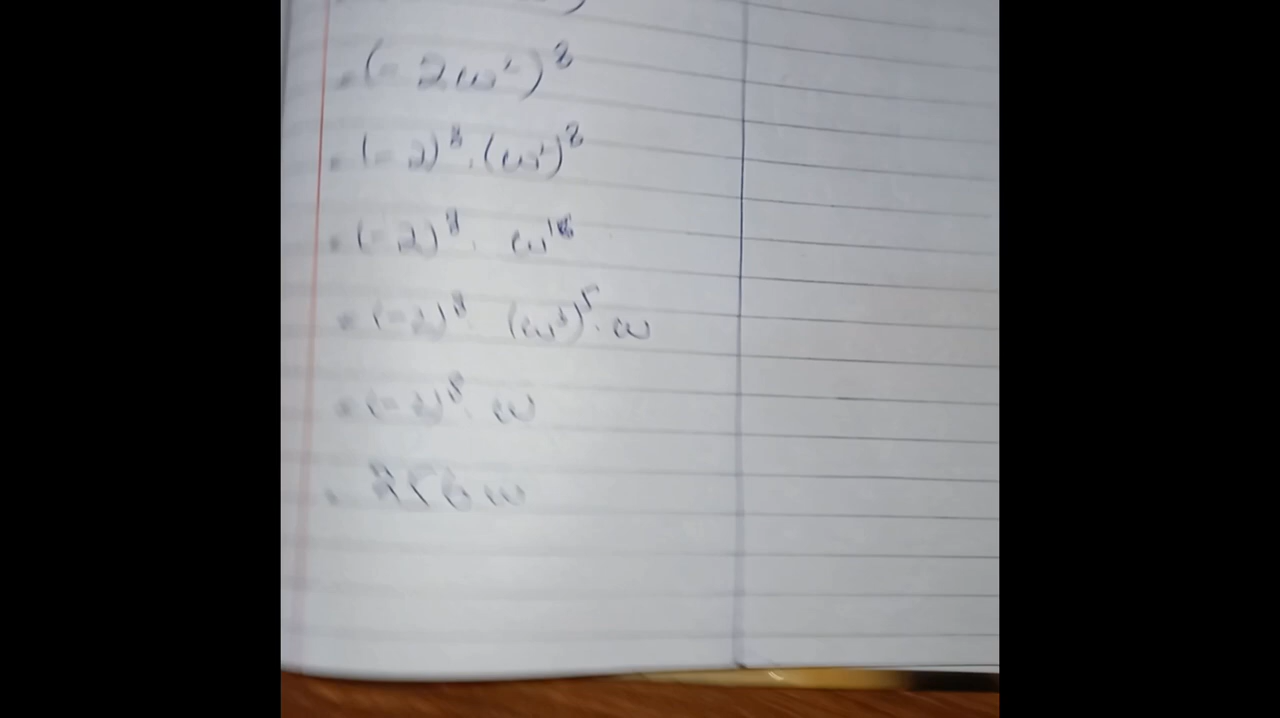 = (- 2ω²)⁸
= (-2)⁸ · (ω²)⁸
= (-2)⁸ · ω¹⁶
= (-2)⁸ · (ω³)⁵ · ω
= (-2)⁸ · ω
= 256 ω